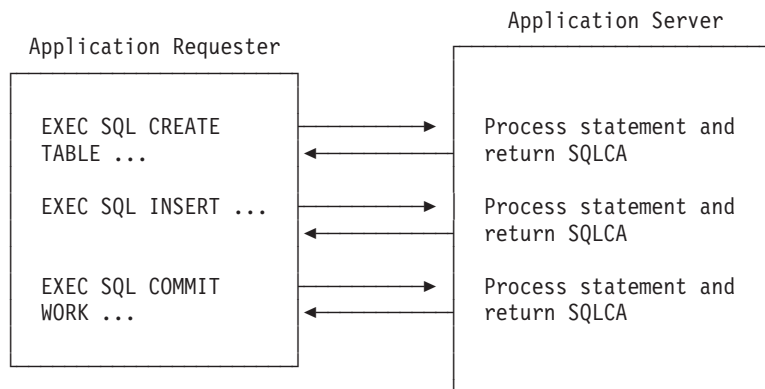 Application Server
Application Requester
EXEC SQL CREATE
TABLE ...
Process statement and
return SQLCA
EXEC SQL INSERT ...
Process statement and
return SQLCA
EXEC SQL COMMIT
WORK ...
Process statement and
return SQLCA